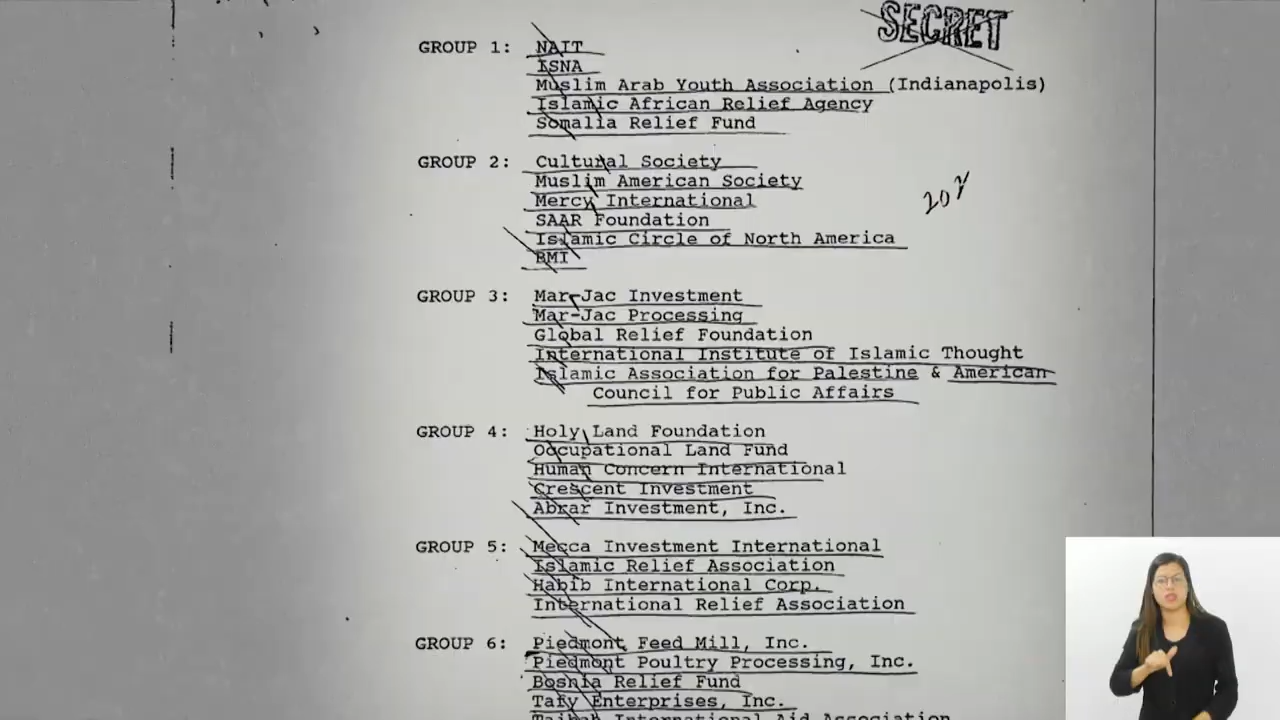 SECRET
GROUP 1: NAIT
ISNA
Muslim Arab Youth Association (Indianapolis)
Islamic African Relief Agency
Somalia Relief Fund
GROUP 2: Cultural Society
Muslim American Society
Mercy International
SAAR Foundation
Islamic Circle of North America
BMI
GROUP 3: Mar-Jac Investment
Mar-Jac Processing
Global Relief Foundation
International Institute of Islamic Thought
Islamic Association for Palestine & American
Council for Public Affairs
GROUP 4: Holy Land Foundation
Occupational Land Fund
Human Concern International
Crescent Investment
Abrar Investment, Inc.
GROUP 5: Mecca Investment International
Islamic Relief Association
Habib International Corp.
International Relief Association
GROUP 6: Piedmont Feed Mill, Inc.
Piedmont Poultry Processing, Inc.
Bosnia Relief Fund
Tafy Enterprises, Inc.
Taibah International Aid Association